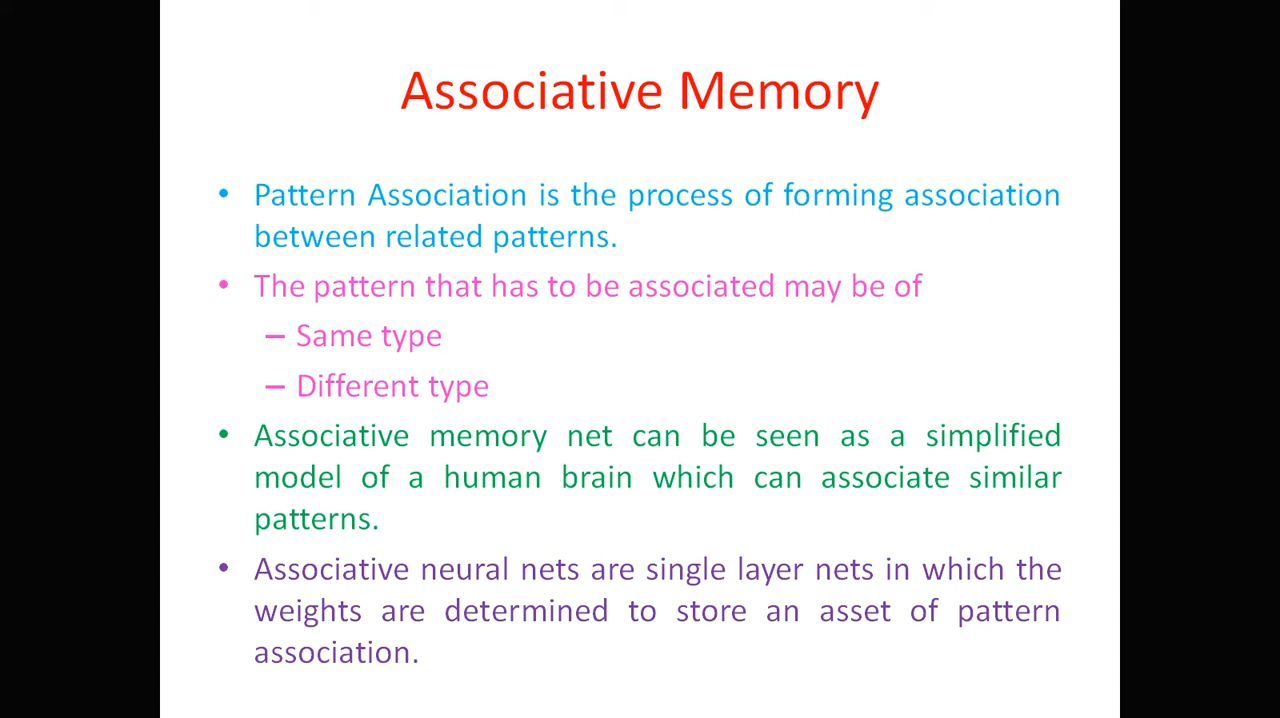 Associative Memory
• Pattern Association is the process of forming association
between related patterns.
• The pattern that has to be associated may be of
– Same type
– Different type
• Associative memory net can be seen as a simplified
model of a human brain which can associate similar
patterns.
• Associative neural nets are single layer nets in which the
weights are determined to store an asset of pattern
association.